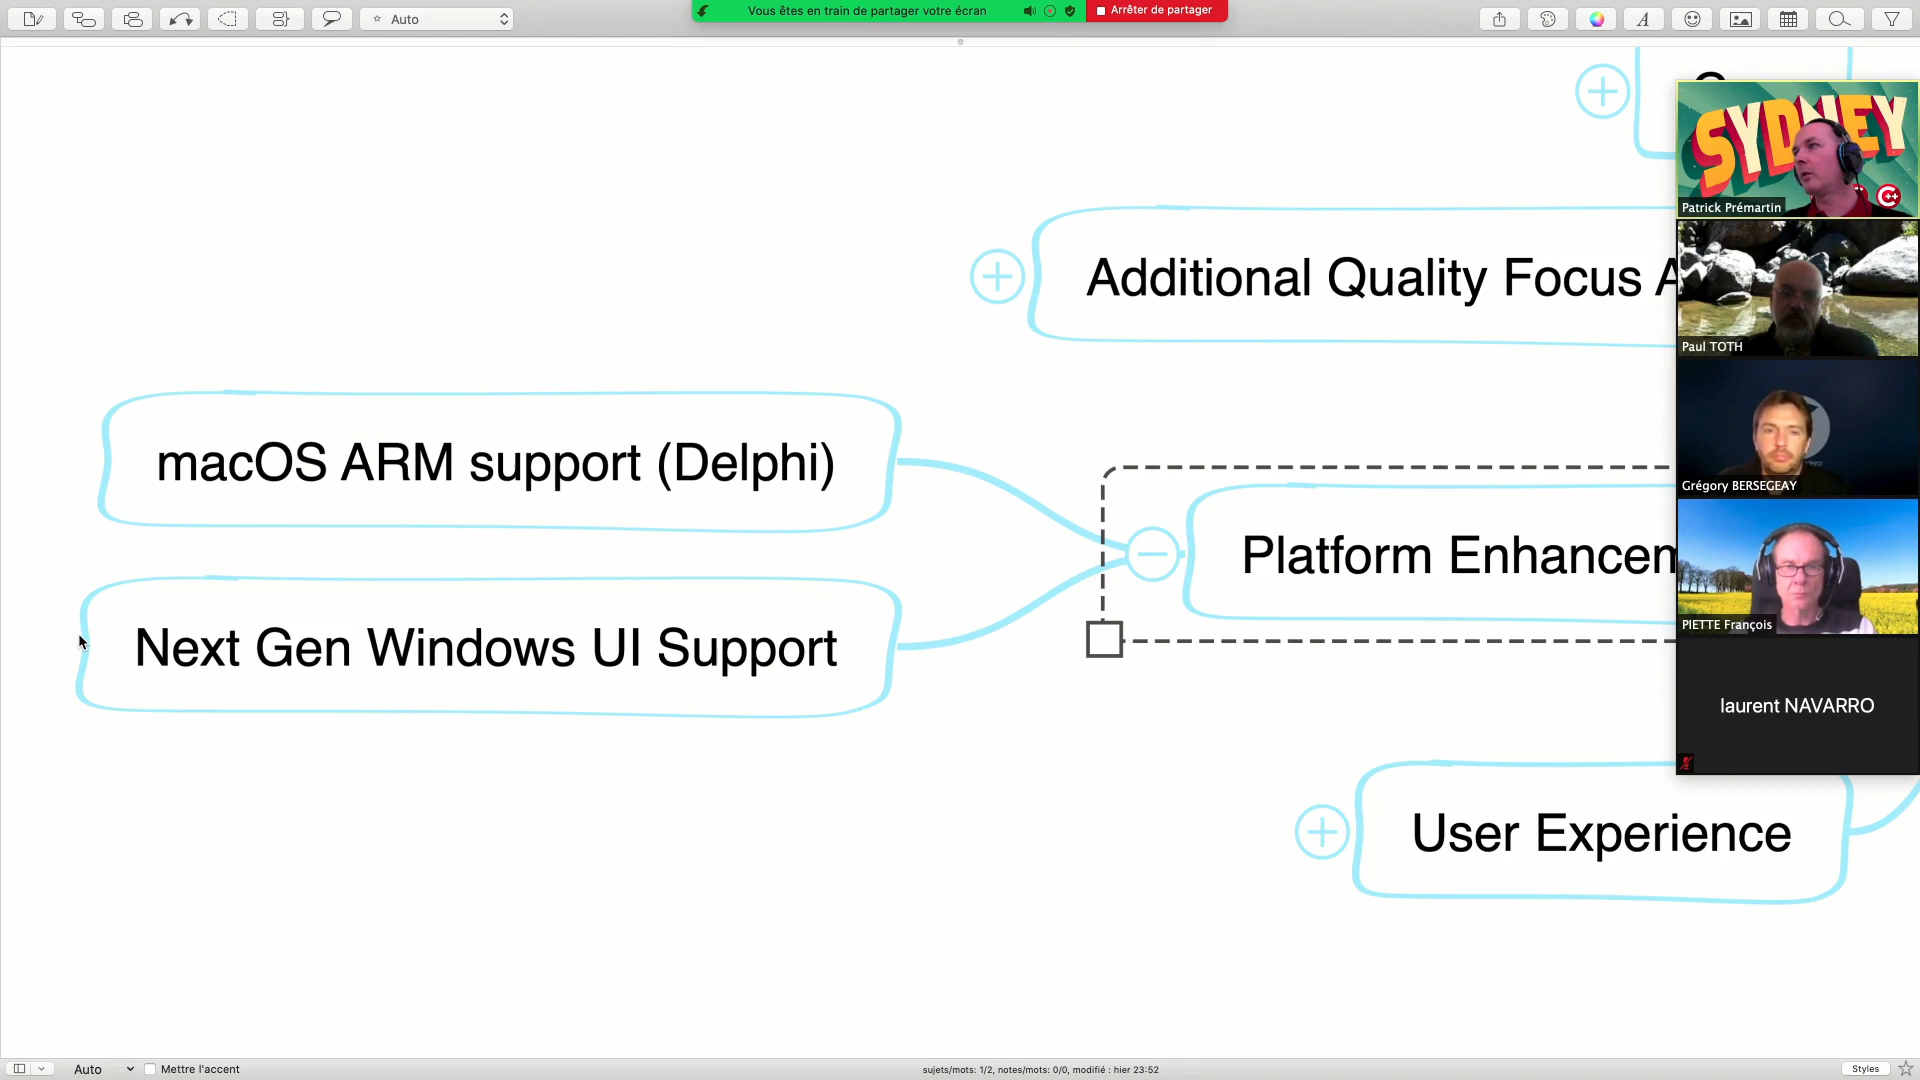 Auto
Vous êtes en train de partager votre écran
Arrêter de partager
SYDNEY
C++
Patrick Prémartin
Additional Quality Focus A
Paul TOTH
macOS ARM support (Delphi)
Grégory BERSEGEAY
Platform Enhancem
PIETTE François
Next Gen Windows UI Support
laurent NAVARRO
User Experience
Auto
Mettre l'accent
sujets/mots: 1/2, notes/mots: 0/0, modifié : hier 23:52
Styles